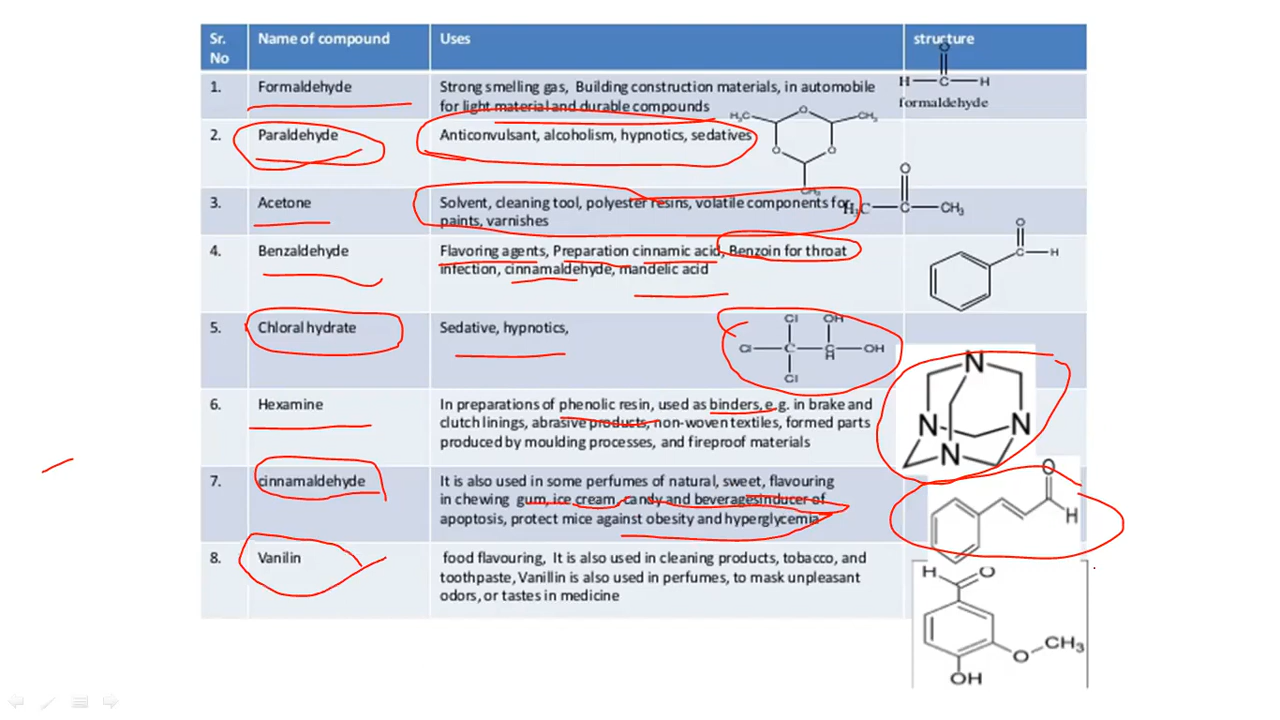 Sr. No
Name of compound
Uses
structure
1.
Formaldehyde
Strong smelling gas, Building construction materials, in automobile
for light material and durable compounds
O
H C H
formaldehyde
2.
Paraldehyde
Anticonvulsant, alcoholism, hypnotics, sedatives
H₃C O CH₃
O O
CH₃
3.
Acetone
Solvent, cleaning tool, polyester resins, volatile components for
paints, varnishes
O
H₃C C CH₃
4.
Benzaldehyde
Flavoring agents, Preparation cinnamic acid, Benzoin for throat
infection, cinnamaldehyde, mandelic acid
O
C H
5.
Chloral hydrate
Sedative, hypnotics,
Cl OH
Cl C C OH
H
Cl
6.
Hexamine
In preparations of phenolic resin, used as binders, e.g. in brake and
clutch linings, abrasive products, non-woven textiles, formed parts
produced by moulding processes, and fireproof materials
N
N N
N
7.
cinnamaldehyde
It is also used in some perfumes of natural, sweet, flavouring
in chewing gum, ice cream, candy and beveragesinducer of
apoptosis, protect mice against obesity and hyperglycemia
O
H
8.
Vanilin
food flavouring, It is also used in cleaning products, tobacco, and
toothpaste, Vanillin is also used in perfumes, to mask unpleasant
odors, or tastes in medicine
H O
O CH₃
OH